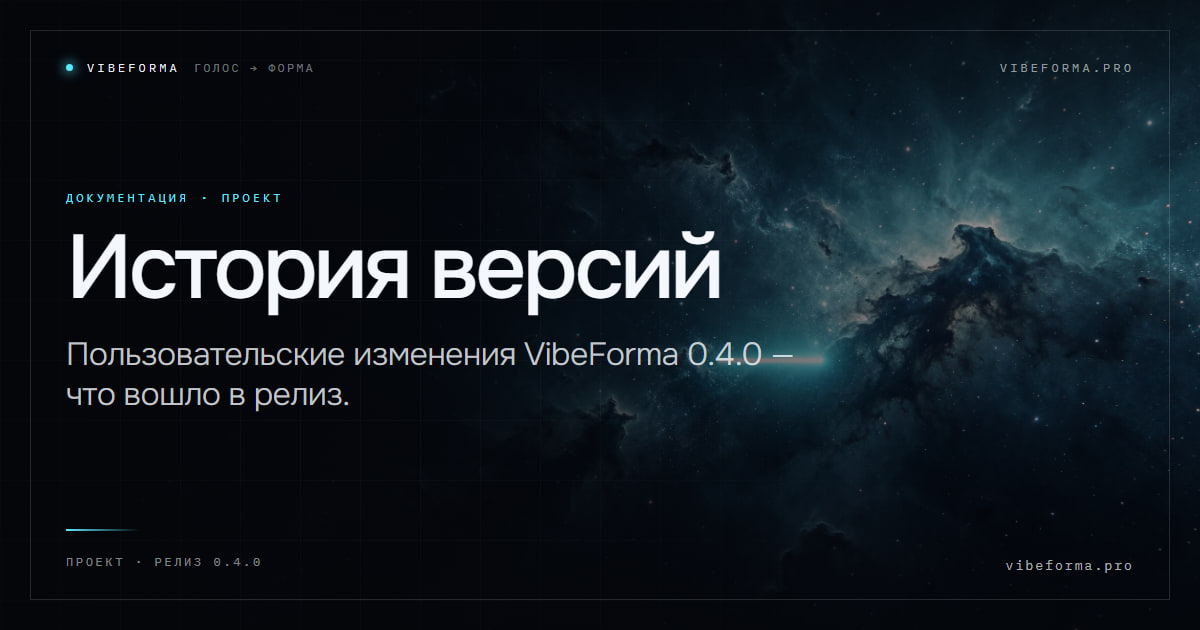 VIBEFORMA ГОЛОС → ФОРМА
VIBEFORMA.PRO
ДОКУМЕНТАЦИЯ · ПРОЕКТ
История версий
Пользовательские изменения VibeForma 0.4.0 —
что вошло в релиз.
ПРОЕКТ · РЕЛИЗ 0.4.0
vibeforma.pro